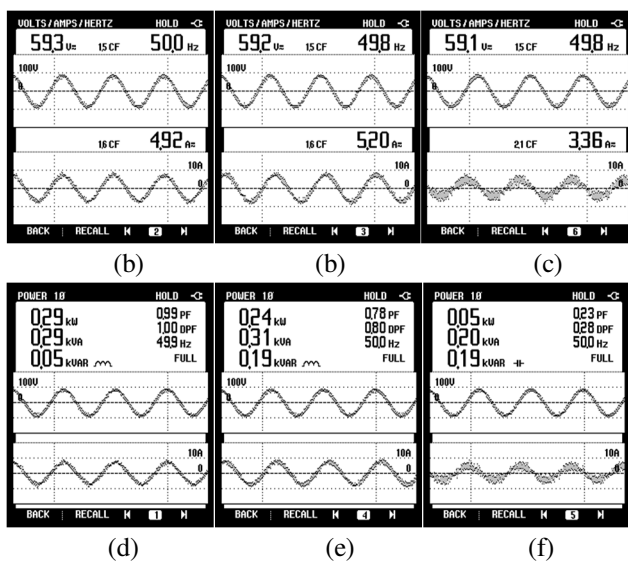 VOLTS/AMPS/HERTZ HOLD
59.3 V≂ 1.5 CF 50.0 Hz
100V
0
1.6 CF 4.92 A≂
10A
0
BACK RECALL 2
(b)
VOLTS/AMPS/HERTZ HOLD
59.2 V≂ 1.5 CF 49.8 Hz
100V
0
1.6 CF 5.20 A≂
10A
0
BACK RECALL 3
(b)
VOLTS/AMPS/HERTZ HOLD
59.1 V≂ 1.5 CF 49.8 Hz
100V
0
2.1 CF 3.36 A≂
10A
0
BACK RECALL 6
(c)
POWER 1Ø HOLD
0.29 kW 0.99 PF
0.29 kVA 1.00 DPF
0.05 kVAR 49.9 Hz
FULL
100V
0
10A
0
BACK RECALL 1
(d)
POWER 1Ø HOLD
0.24 kW 0.78 PF
0.31 kVA 0.80 DPF
0.19 kVAR 50.0 Hz
FULL
100V
0
10A
0
BACK RECALL 4
(e)
POWER 1Ø HOLD
0.05 kW 0.23 PF
0.20 kVA 0.28 DPF
0.19 kVAR 50.0 Hz
FULL
100V
0
10A
0
BACK RECALL 5
(f)